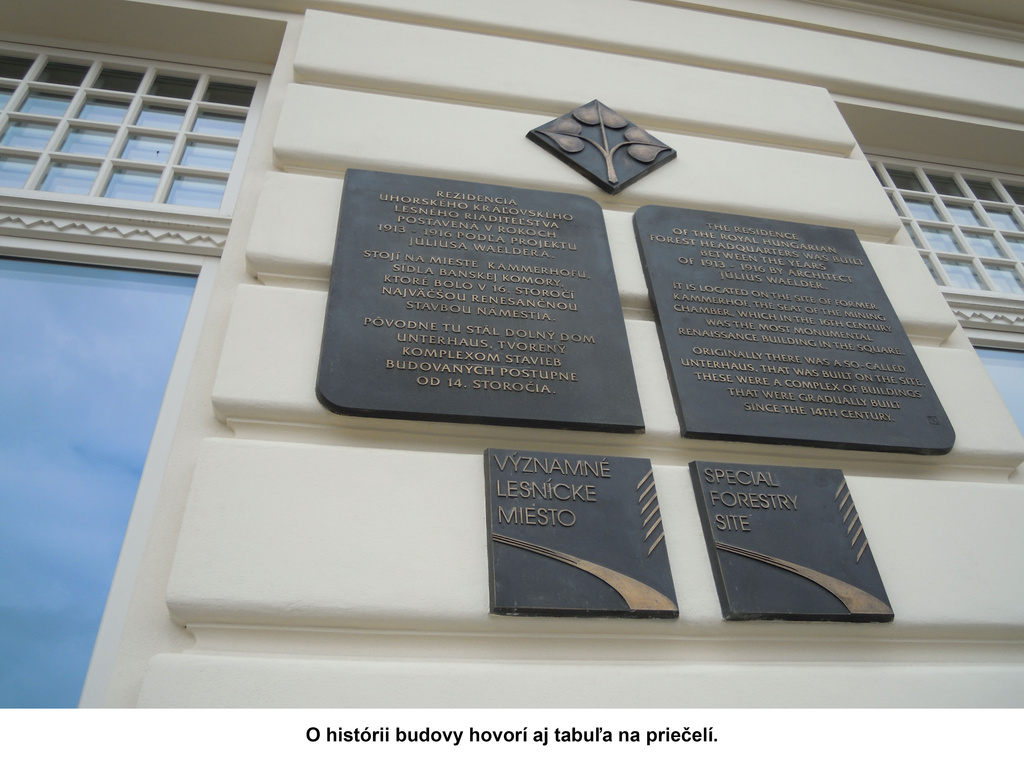 REZIDENCIA
UHORSKÉHO KRÁĽOVSKÉHO
LESNÉHO RIADITEĽSTVA
POSTAVENÁ V ROKOCH
1913 - 1916 PODĽA PROJEKTU
JÚLIUSA WAELDERA.
STOJÍ NA MIESTE KAMMERHOFU,
SÍDLA BANSKEJ KOMORY,
KTORÉ BOLO V 16. STOROČÍ
NAJVÄČŠOU RENESANČNOU
STAVBOU NÁMESTIA.
PÔVODNE TU STÁL DOLNÝ DOM
UNTERHAUS, TVORENÝ
KOMPLEXOM STAVIEB
BUDOVANÝCH POSTUPNE
OD 14. STOROČIA.
THE RESIDENCE
OF THE ROYAL HUNGARIAN
FOREST HEADQUARTERS WAS BUILT
BETWEEN THE YEARS
OF 1913 - 1916 BY ARCHITECT
JÚLIUS WAELDER.
IT IS LOCATED ON THE SITE OF FORMER
KAMMERHOF, THE SEAT OF THE MINING
CHAMBER, WHICH IN THE 16TH CENTURY
WAS THE MOST MONUMENTAL
RENAISSANCE BUILDING IN THE SQUARE.
ORIGINALLY THERE WAS A SO-CALLED
UNTERHAUS, THAT WAS BUILT ON THE SITE.
THESE WERE A COMPLEX OF BUILDINGS
THAT WERE GRADUALLY BUILT
SINCE THE 14TH CENTURY.
VÝZNAMNÉ
LESNÍCKE
MIESTO
SPECIAL
FORESTRY
SITE
O histórii budovy hovorí aj tabuľa na priečelí.